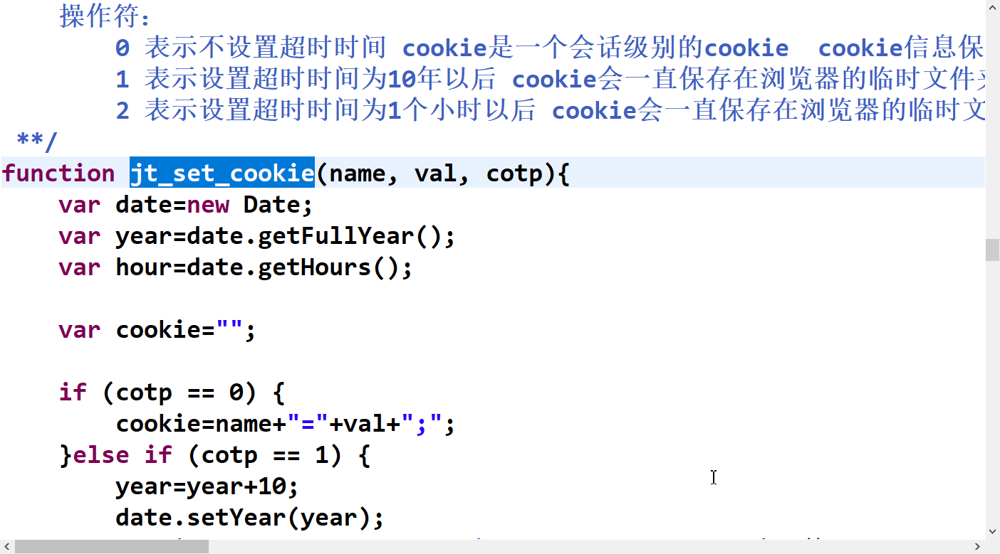 操作符：
0 表示不设置超时时间 cookie是一个会话级别的cookie  cookie信息保
1 表示设置超时时间为10年以后 cookie会一直保存在浏览器的临时文件夹
2 表示设置超时时间为1个小时以后 cookie会一直保存在浏览器的临时文
**/
function jt_set_cookie(name, val, cotp){
var date=new Date;
var year=date.getFullYear();
var hour=date.getHours();
var cookie="";
if (cotp == 0) {
cookie=name+"="+val+";";
}else if (cotp == 1) {
year=year+10;
date.setYear(year);